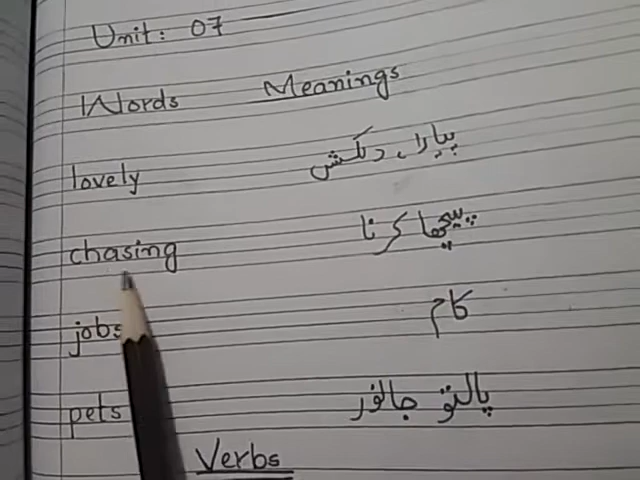 Unit: 07
Words Meanings
lovely پیارا، دلکش
chasing پیچھا کرنا
jobs کام
pets پالتو جانور
Verbs